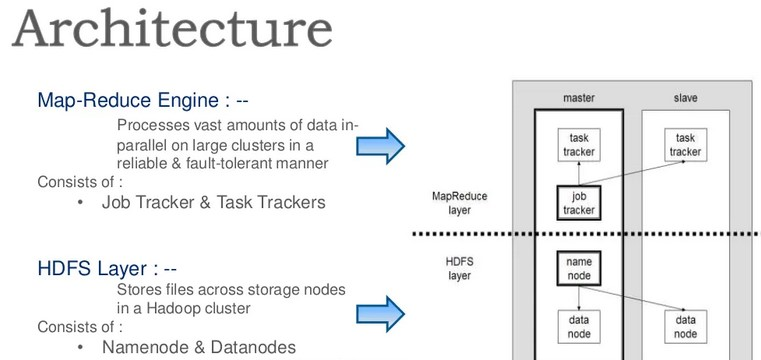 Architecture
Map-Reduce Engine : --
Processes vast amounts of data in-
parallel on large clusters in a
reliable & fault-tolerant manner
Consists of :
• Job Tracker & Task Trackers
HDFS Layer : --
Stores files across storage nodes
in a Hadoop cluster
Consists of :
• Namenode & Datanodes
master
slave
task
tracker
task
tracker
MapReduce
layer
job
tracker
HDFS
layer
name
node
data
node
data
node